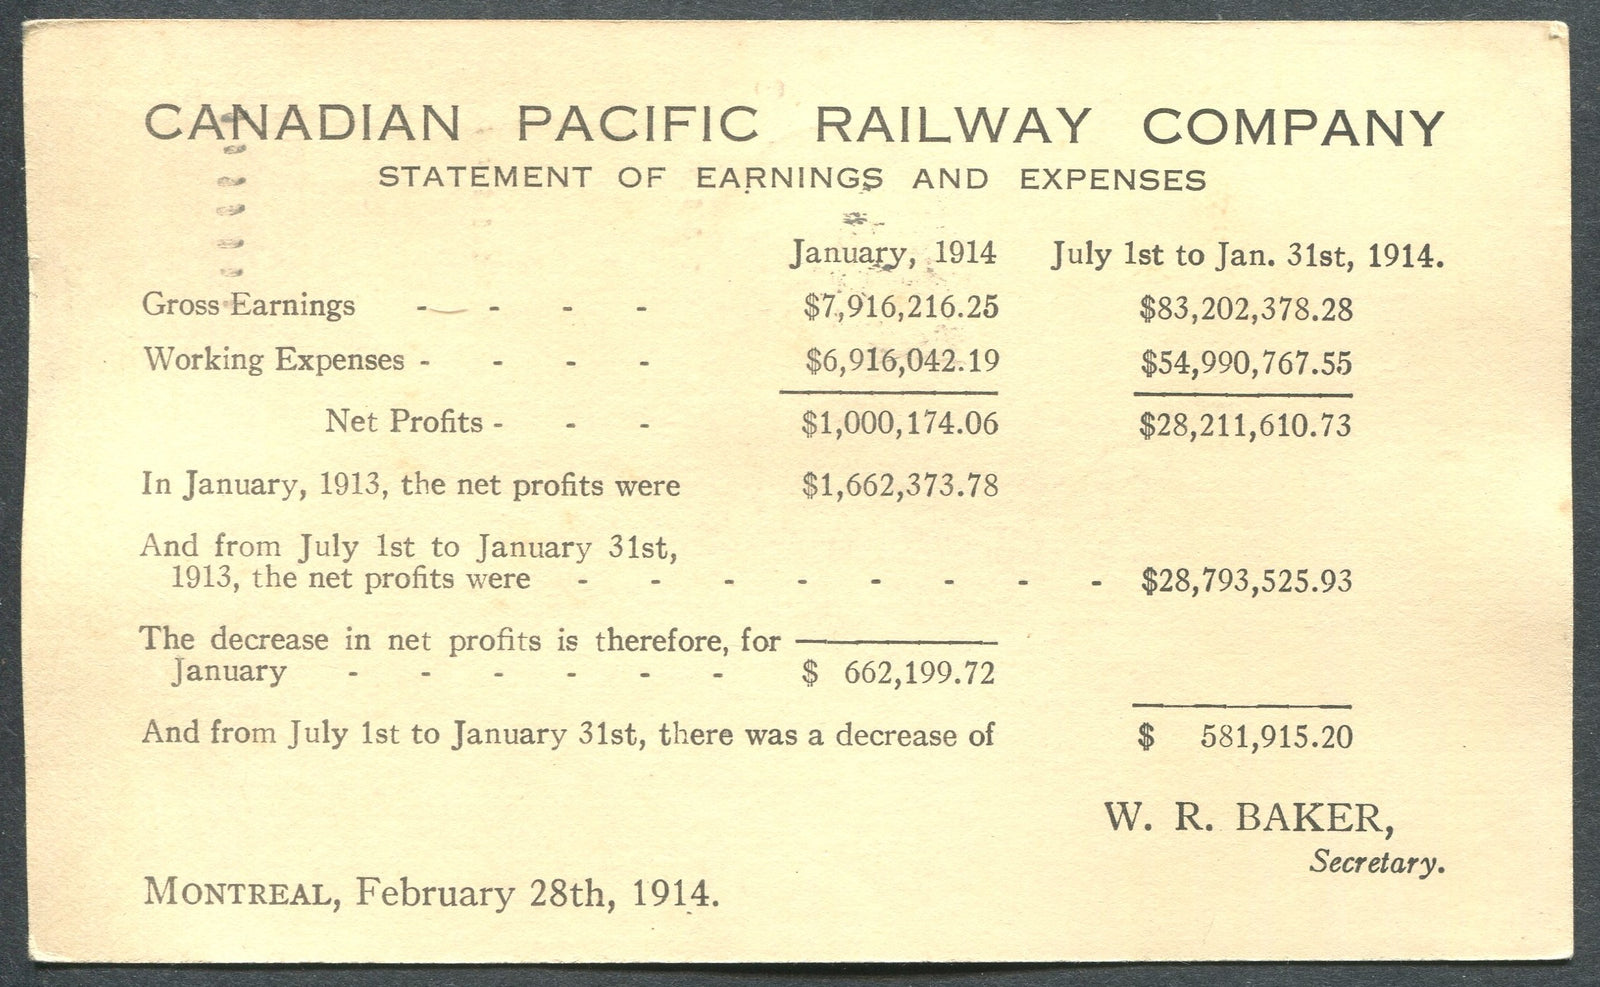 CANADIAN PACIFIC RAILWAY COMPANY
STATEMENT OF EARNINGS AND EXPENSES
January, 1914 July 1st to Jan. 31st, 1914.
Gross Earnings - - - - $7,916,216.25 $83,202,378.28
Working Expenses - - - - $6,916,042.19 $54,990,767.55
Net Profits - - - $1,000,174.06 $28,211,610.73
In January, 1913, the net profits were $1,662,373.78
And from July 1st to January 31st,
1913, the net profits were - - - - - - - - $28,793,525.93
The decrease in net profits is therefore, for
January - - - - - - $ 662,199.72
And from July 1st to January 31st, there was a decrease of $ 581,915.20
W. R. BAKER,
Secretary.
MONTREAL, February 28th, 1914.